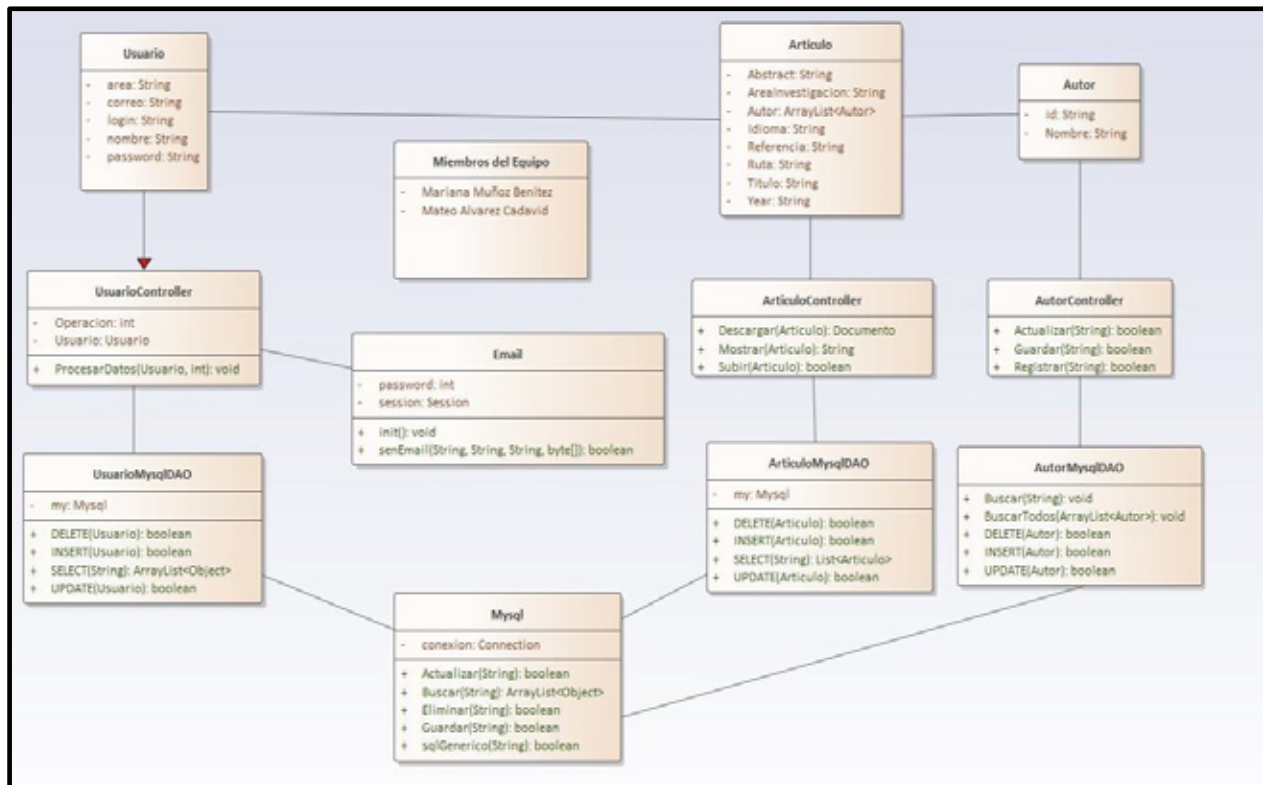 Usuario
- area: String
- correo: String
- login: String
- nombre: String
- password: String
Articulo
- Abstract: String
- AreaInvestigacion: String
- Autor: ArrayList<Autor>
- Idioma: String
- Referencia: String
- Ruta: String
- Titulo: String
- Year: String
Autor
- id: String
- Nombre: String
Miembros del Equipo
- Mariana Muñoz Benitez
- Mateo Alvarez Cadavid
UsuarioController
- Operacion: int
- Usuario: Usuario
+ ProcesarDatos(Usuario, int): void
Email
- password: int
- session: Session
+ init(): void
+ senEmail(String, String, String, byte[]): boolean
ArticuloController
+ Descargar(Articulo): Documento
+ Mostrar(Articulo): String
+ Subir(Articulo): boolean
AutorController
+ Actualizar(String): boolean
+ Guardar(String): boolean
+ Registrar(String): boolean
UsuarioMysqlDAO
- my: Mysql
+ DELETE(Usuario): boolean
+ INSERT(Usuario): boolean
+ SELECT(String): ArrayList<Object>
+ UPDATE(Usuario): boolean
ArticuloMysqlDAO
- my: Mysql
+ DELETE(Articulo): boolean
+ INSERT(Articulo): boolean
+ SELECT(String): List<Articulo>
+ UPDATE(Articulo): boolean
AutorMysqlDAO
+ Buscar(String): void
+ BuscarTodos(ArrayList<Autor>): void
+ DELETE(Autor): boolean
+ INSERT(Autor): boolean
+ UPDATE(Autor): boolean
Mysql
- conexion: Connection
+ Actualizar(String): boolean
+ Buscar(String): ArrayList<Object>
+ Eliminar(String): boolean
+ Guardar(String): boolean
+ sqlGenerico(String): boolean